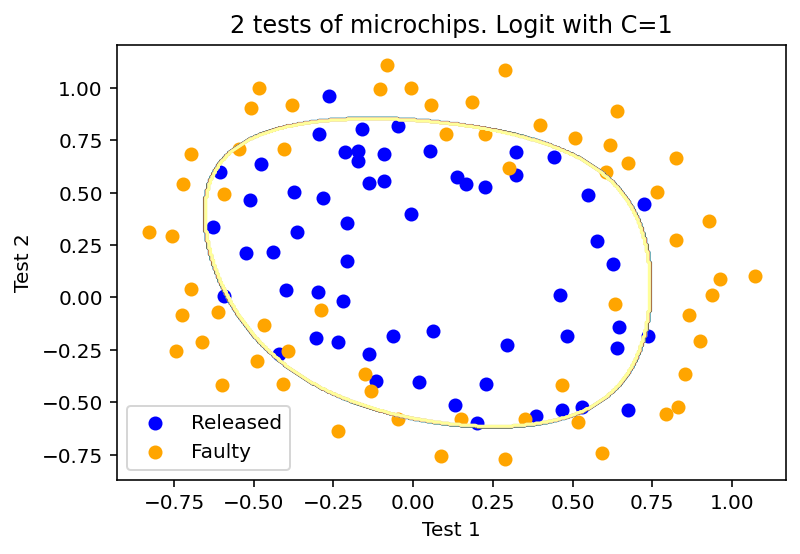 2 tests of microchips. Logit with C=1
1.00
0.75
0.50
0.25
0.00
−0.25
−0.50
−0.75
Test 2
Released
Faulty
−0.75 −0.50 −0.25 0.00 0.25 0.50 0.75 1.00
Test 1